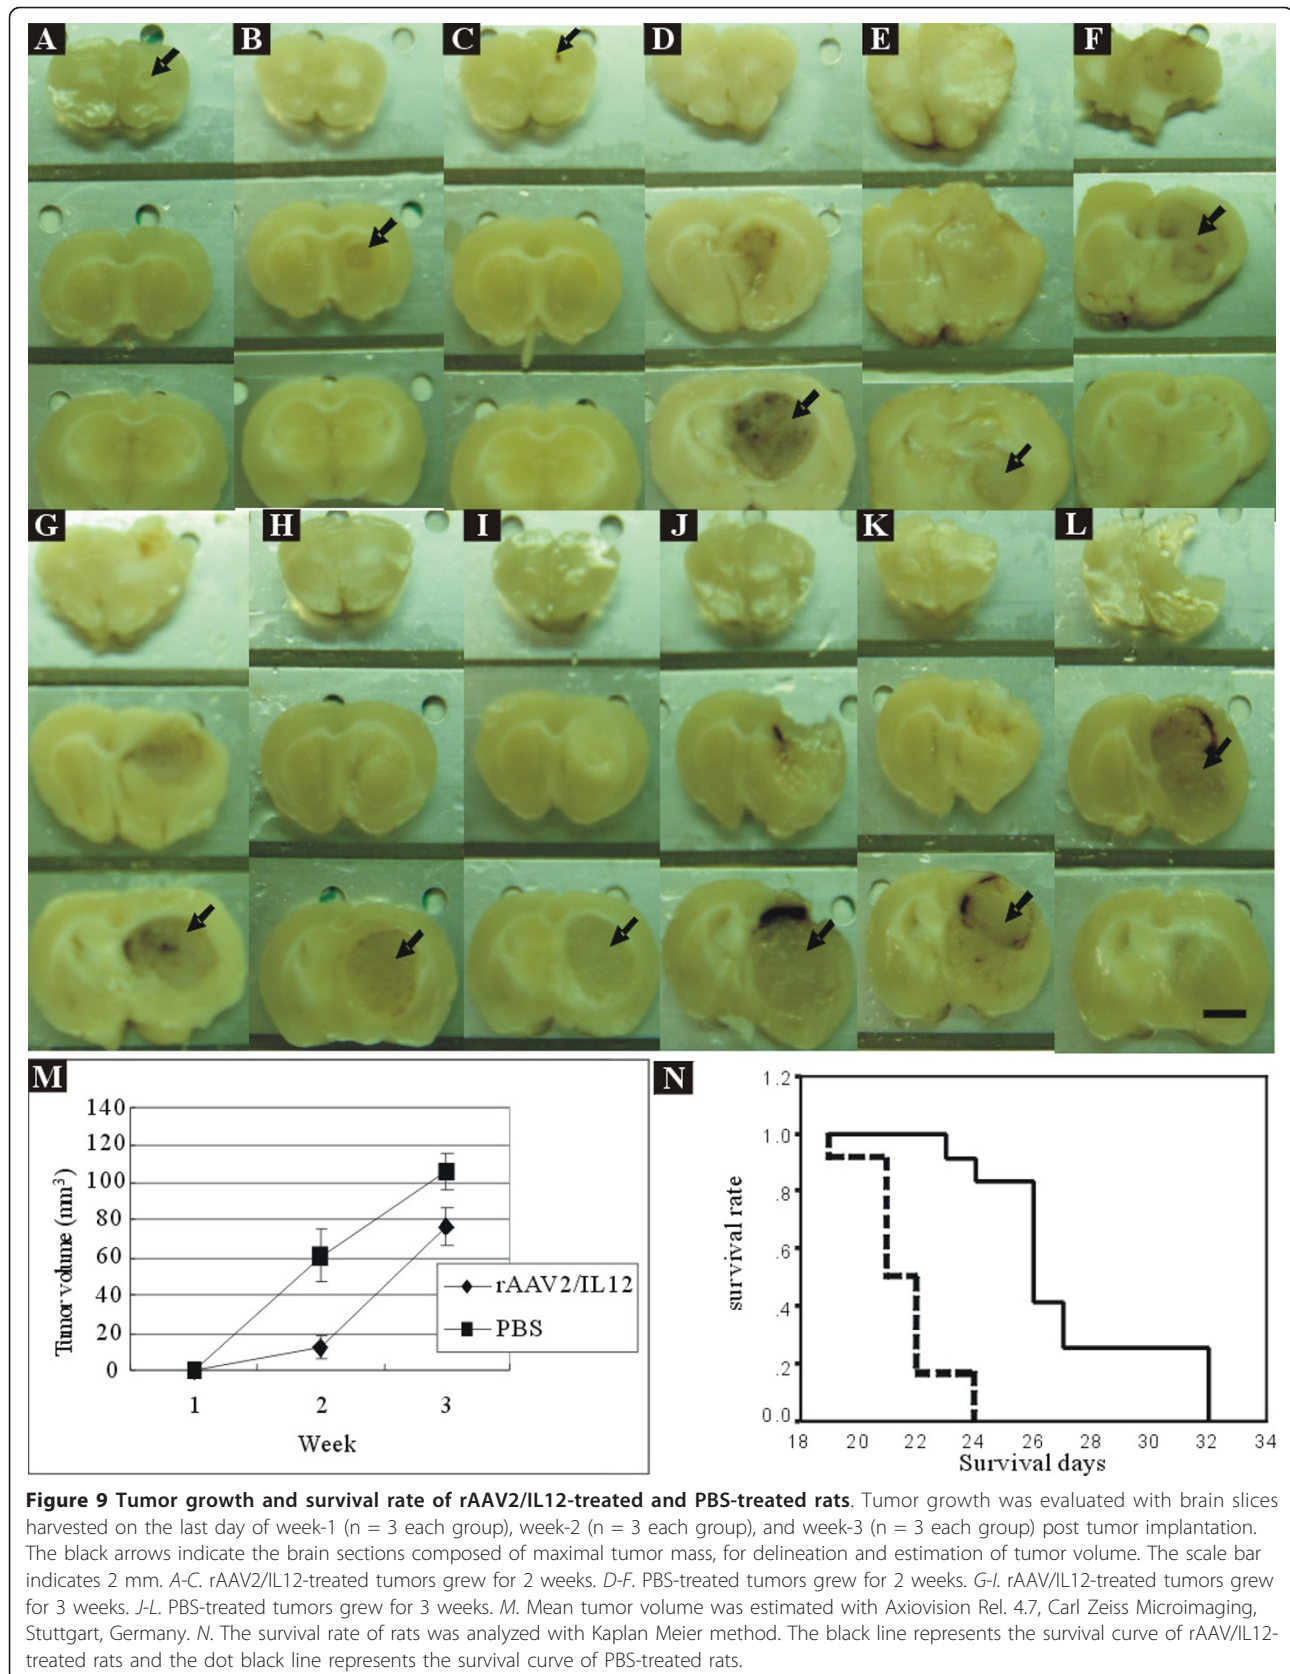 A B C D E F
G H I J K L
M
140
120
100
80
60
40
20
0
Tumor volume (mm³)
1 2 3
Week
rAAV2/IL12
PBS
N
1.2
1.0
.8
.6
.4
.2
0.0
survival rate
18 20 22 24 26 28 30 32 34
Survival days
Figure 9 Tumor growth and survival rate of rAAV2/IL12-treated and PBS-treated rats. Tumor growth was evaluated with brain slices
harvested on the last day of week-1 (n = 3 each group), week-2 (n = 3 each group), and week-3 (n = 3 each group) post tumor implantation.
The black arrows indicate the brain sections composed of maximal tumor mass, for delineation and estimation of tumor volume. The scale bar
indicates 2 mm. A-C. rAAV2/IL12-treated tumors grew for 2 weeks. D-F. PBS-treated tumors grew for 2 weeks. G-I. rAAV/IL12-treated tumors grew
for 3 weeks. J-L. PBS-treated tumors grew for 3 weeks. M. Mean tumor volume was estimated with Axiovision Rel. 4.7, Carl Zeiss Microimaging,
Stuttgart, Germany. N. The survival rate of rats was analyzed with Kaplan Meier method. The black line represents the survival curve of rAAV/IL12-
treated rats and the dot black line represents the survival curve of PBS-treated rats.